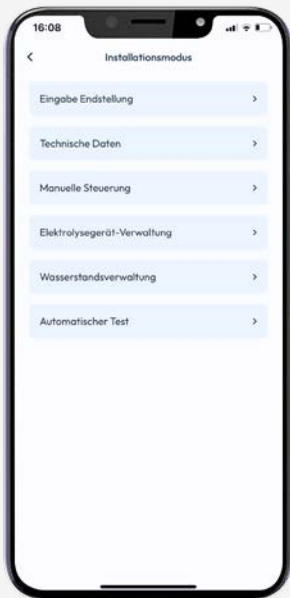 16:08
Installationsmodus
Eingabe Endstellung
Technische Daten
Manuelle Steuerung
Elektrolysegerät-Verwaltung
Wasserstandsverwaltung
Automatischer Test